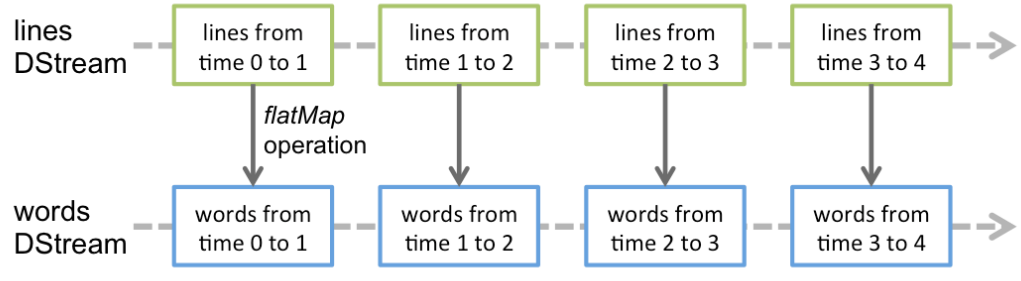 lines
DStream
lines from
time 0 to 1
lines from
time 1 to 2
lines from
time 2 to 3
lines from
time 3 to 4
flatMap
operation
words
DStream
words from
time 0 to 1
words from
time 1 to 2
words from
time 2 to 3
words from
time 3 to 4